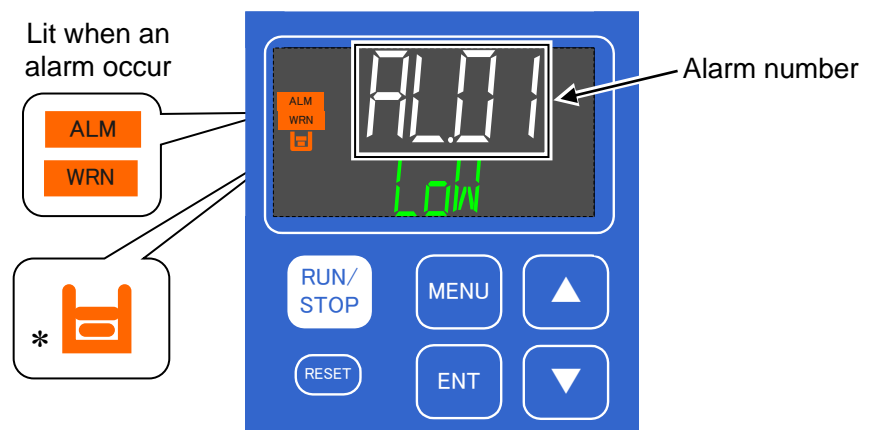 Lit when an
alarm occur
ALM
WRN
*
ALM
WRN
AL.01
LoW
Alarm number
RUN/
STOP
MENU
RESET
ENT